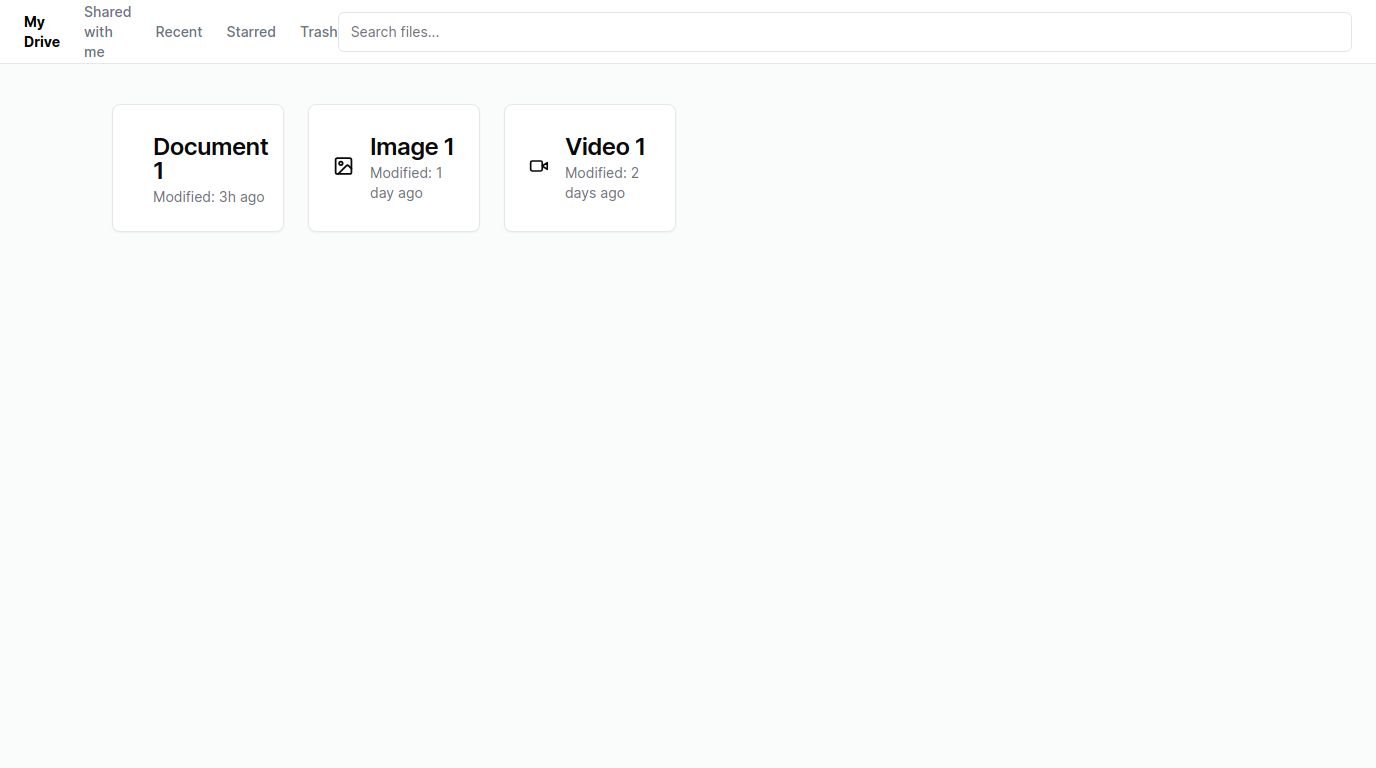 My
Drive
Shared
with
me
Recent
Starred
Trash
Search files...
Document
1
Modified: 3h ago
Image 1
Modified: 1
day ago
Video 1
Modified: 2
days ago